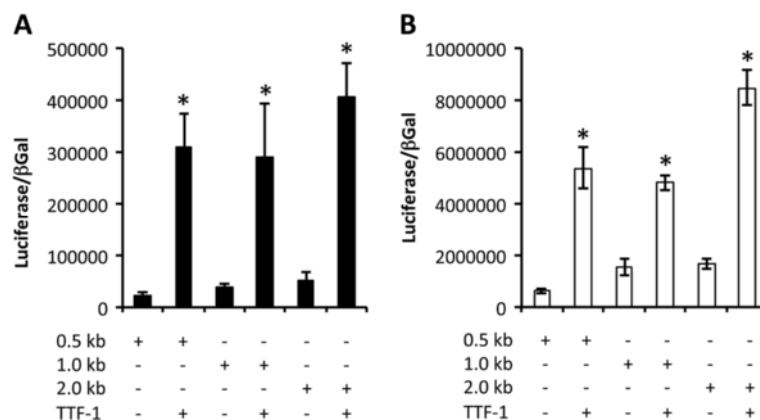 A
500000
400000
300000
200000
100000
0
Luciferase/βGal
* * *
0.5 kb + + - - - -
1.0 kb - - + + - -
2.0 kb - - - - + +
TTF-1 - + - + - +
B
10000000
8000000
6000000
4000000
2000000
0
Luciferase/βGal
* * *
0.5 kb + + - - - -
1.0 kb - - + + - -
2.0 kb - - - - + +
TTF-1 - + - + - +